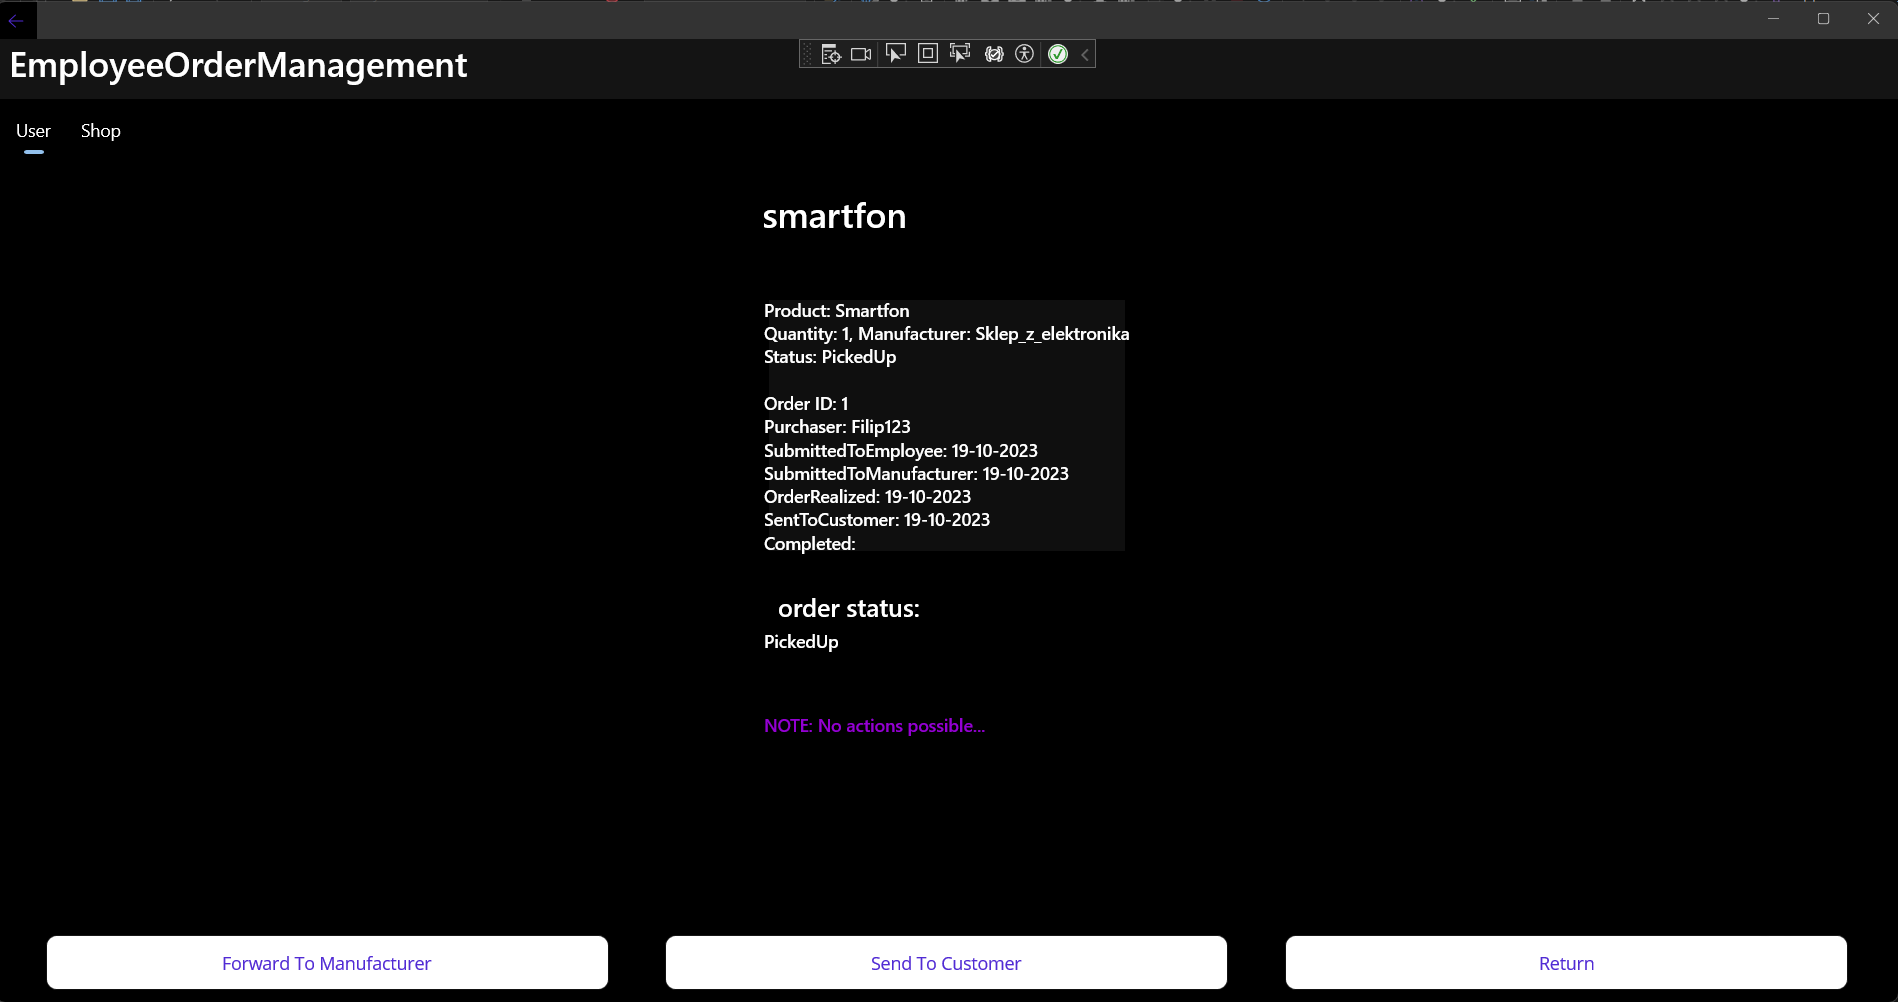 EmployeeOrderManagement
User Shop
smartfon
Product: Smartfon
Quantity: 1, Manufacturer: Sklep_z_elektronika
Status: PickedUp
Order ID: 1
Purchaser: Filip123
SubmittedToEmployee: 19-10-2023
SubmittedToManufacturer: 19-10-2023
OrderRealized: 19-10-2023
SentToCustomer: 19-10-2023
Completed:
order status:
PickedUp
NOTE: No actions possible...
Forward To Manufacturer
Send To Customer
Return